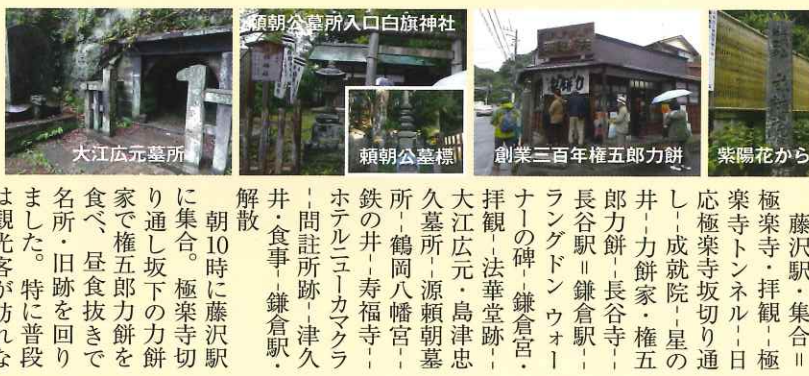 大江広元墓所
頼朝公墓所入口白旗神社
頼朝公墓標
創業三百年権五郎力餅
紫陽花から
藤沢駅 集合＝
極楽寺・拝観--極
楽寺トンネル--日
応極楽寺坂切り通
し--成就院--星の
井--力餅家・権五
郎力餅--長谷寺--
長谷駅＝鎌倉駅--
ラングドン ウォー
ナーの碑--鎌倉宮・
拝観--法華堂跡--
大江広元・島津忠
久墓所--源頼朝墓
所--鶴岡八幡宮--
鉄の井--寿福寺--
ホテルニューカマクラ
--問註所跡--津久
井・食事--鎌倉駅・
解散
朝10時に藤沢駅
に集合。極楽寺切
り通し坂下の力餅
家で権五郎力餅を
食べ、昼食抜きで
名所・旧跡を回り
ました。特に普段
は観光客が訪れな